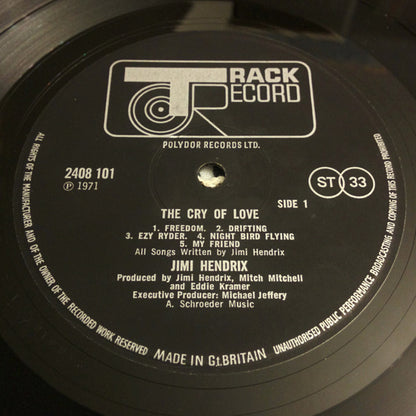 TRACK
RECORD
POLYDOR RECORDS LTD.
2408 101
℗ 1971
SIDE 1
ST 33
THE CRY OF LOVE
1. FREEDOM. 2. DRIFTING
3. EZY RYDER. 4. NIGHT BIRD FLYING
5. MY FRIEND
All Songs Written by Jimi Hendrix
JIMI HENDRIX
Produced by Jimi Hendrix, Mitch Mitchell
and Eddie Kramer
Executive Producer: Michael Jeffery
A. Schroeder Music
ALL RIGHTS OF THE MANUFACTURER AND OF THE OWNER OF THE RECORDED WORK RESERVED
MADE IN Gt.BRITAIN
UNAUTHORISED PUBLIC PERFORMANCE BROADCASTING AND COPYING OF THIS RECORD PROHIBITED